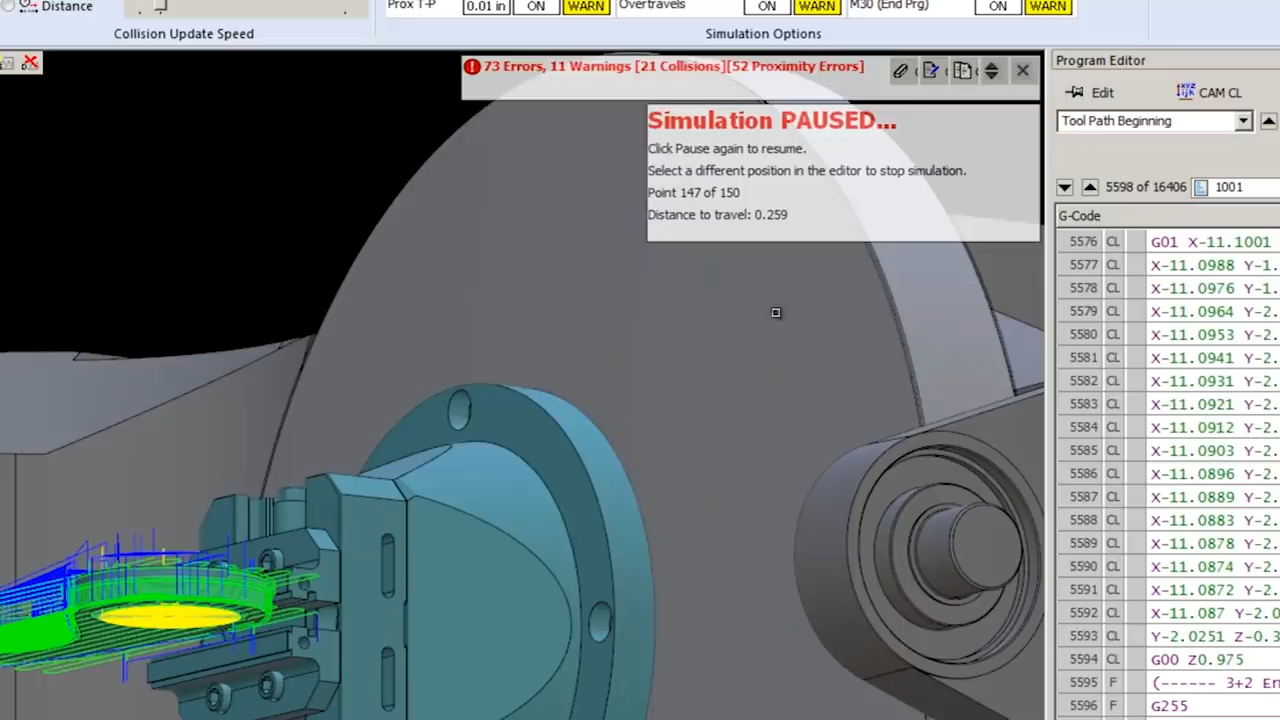 Distance
Collision Update Speed
Prox T-P 0.01 in ON WARN Overtravels ON WARN M30 (End Prg) ON WARN
Simulation Options
73 Errors, 11 Warnings [21 Collisions][52 Proximity Errors]
Simulation PAUSED...
Click Pause again to resume.
Select a different position in the editor to stop simulation.
Point 147 of 150
Distance to travel: 0.259
Program Editor
Edit CAM CL
Tool Path Beginning
5598 of 16406 1001
G-Code
5576 CL G01 X-11.1001
5577 CL X-11.0988 Y-1.
5578 CL X-11.0976 Y-1.
5579 CL X-11.0964 Y-2.
5580 CL X-11.0953 Y-2.
5581 CL X-11.0941 Y-2.
5582 CL X-11.0931 Y-2.
5583 CL X-11.0921 Y-2.
5584 CL X-11.0912 Y-2.
5585 CL X-11.0903 Y-2.
5586 CL X-11.0896 Y-2.
5587 CL X-11.0889 Y-2.
5588 CL X-11.0883 Y-2.
5589 CL X-11.0878 Y-2.
5590 CL X-11.0874 Y-2.
5591 CL X-11.0872 Y-2.
5592 CL X-11.087 Y-2.0
5593 CL Y-2.0251 Z-0.3
5594 CL G00 Z0.975
5595 F (------ 3+2 En
5596 F G255